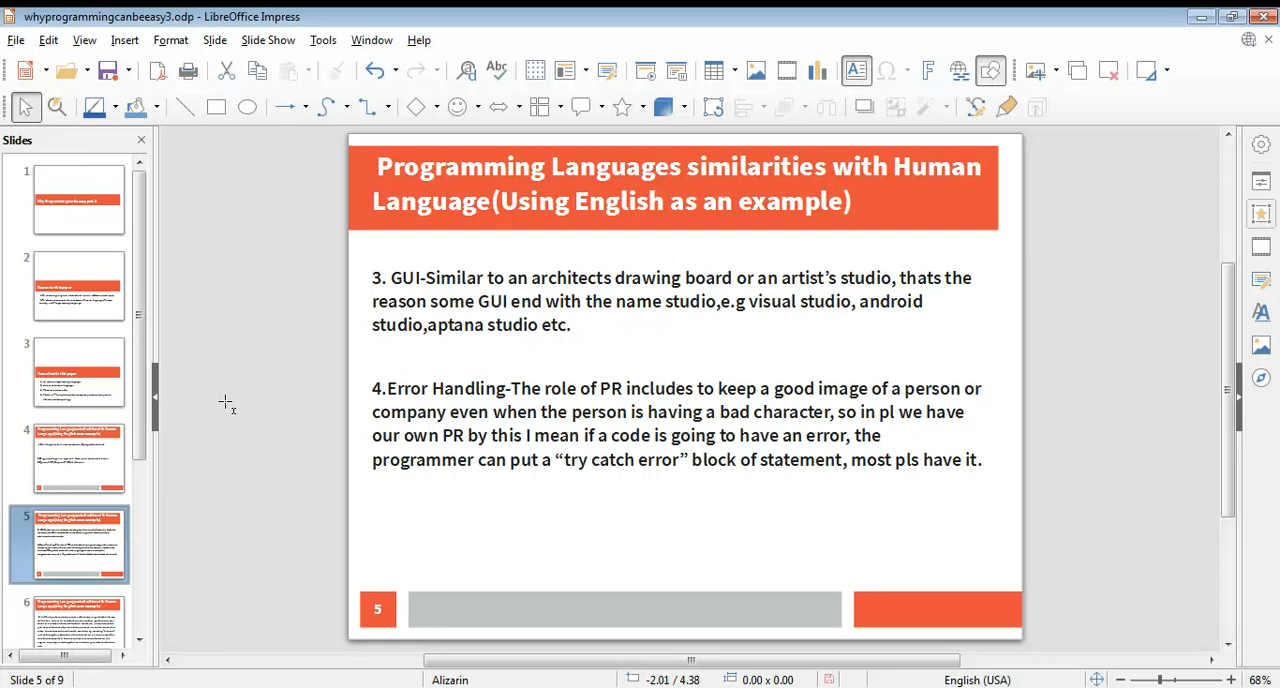 whyprogrammingcanbeeasy3.odp - LibreOffice Impress
File Edit View Insert Format Slide Slide Show Tools Window Help
Slides
1
2
3
4
5
6
Programming Languages similarities with Human
Language(Using English as an example)
3. GUI-Similar to an architects drawing board or an artist’s studio, thats the
reason some GUI end with the name studio,e.g visual studio, android
studio,aptana studio etc.
4.Error Handling-The role of PR includes to keep a good image of a person or
company even when the person is having a bad character, so in pl we have
our own PR by this I mean if a code is going to have an error, the
programmer can put a “try catch error” block of statement, most pls have it.
5
Slide 5 of 9 Alizarin -2.01 / 4.38 0.00 x 0.00 English (USA) 68%